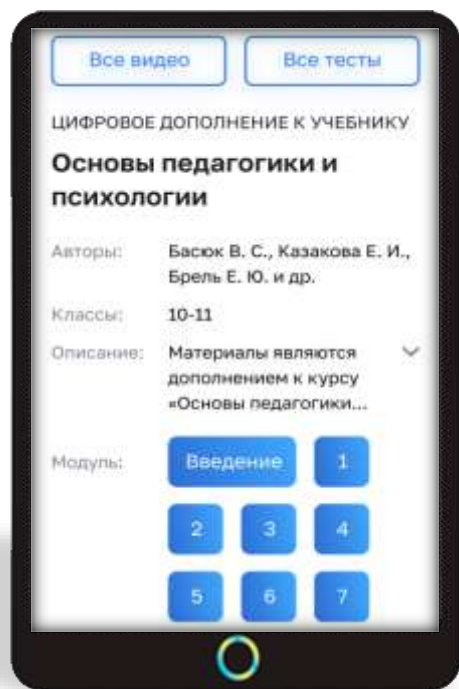 Все видео Все тесты
ЦИФРОВОЕ ДОПОЛНЕНИЕ К УЧЕБНИКУ
Основы педагогики и
психологии
Авторы: Басюк В. С., Казакова Е. И.,
Брель Е. Ю. и др.
Классы: 10-11
Описание: Материалы являются
дополнением к курсу
«Основы педагогики...
Модуль: Введение 1
2 3 4
5 6 7